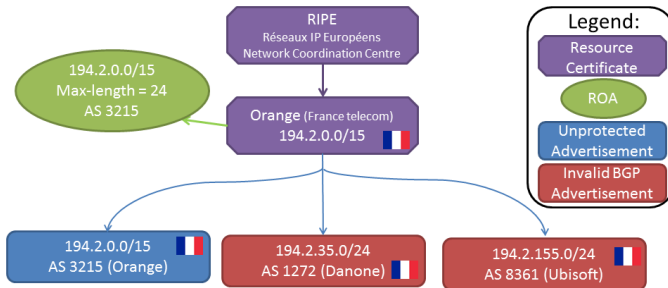 RIPE
Réseaux IP Européens
Network Coordination Centre
194.2.0.0/15
Max-length = 24
AS 3215
Orange (France telecom)
194.2.0.0/15
194.2.0.0/15
AS 3215 (Orange)
194.2.35.0/24
AS 1272 (Danone)
194.2.155.0/24
AS 8361 (Ubisoft)
Legend:
Resource
Certificate
ROA
Unprotected
Advertisement
Invalid BGP
Advertisement